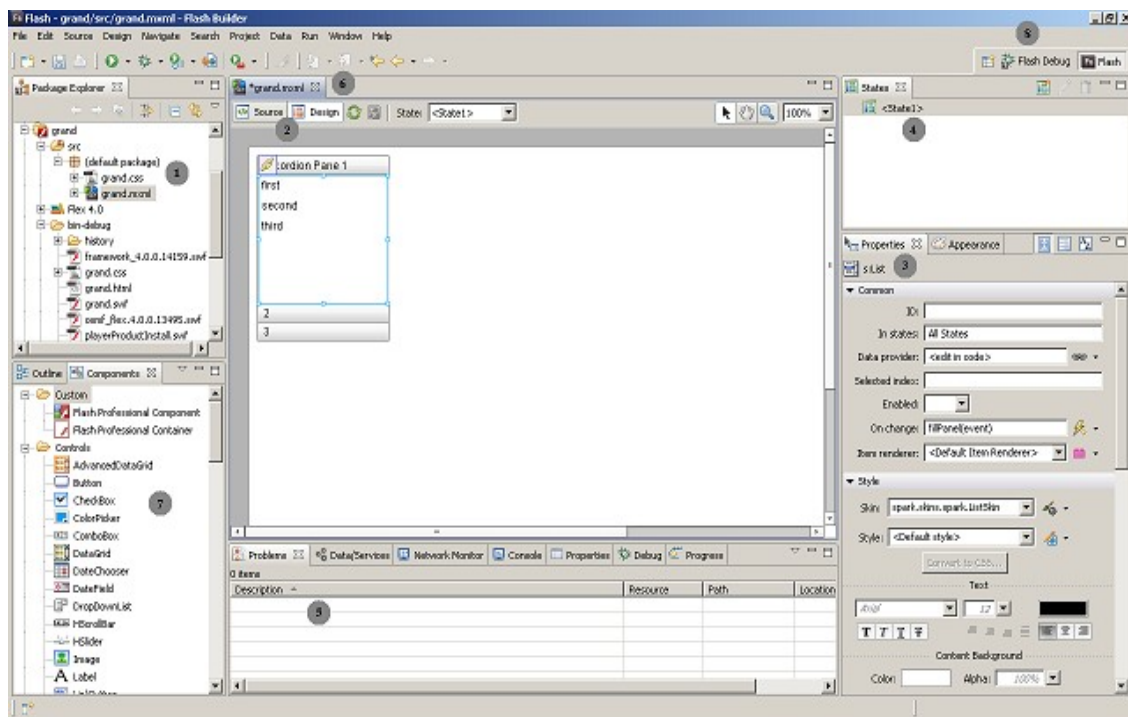 Flash - grand/src/grand.mxml - Flash Builder
File Edit Source Design Navigate Search Project Data Run Window Help
8
Flash Debug Flash
Package Explorer
grand
src
(default package)
1
grand.css
grand.mxml
Flex 4.0
bin-debug
history
framework_4.0.0.14159.swf
grand.css
grand.html
grand.swf
osmf_flex.4.0.0.13495.swf
playerProductInstall.swf
Outline Components
Custom
Flash Professional Component
Flash Professional Container
Controls
AdvancedDataGrid
Button
CheckBox
7
ColorPicker
ComboBox
DataGrid
DateChooser
DateField
DropDownList
HScrollBar
HSlider
Image
Label
LinkButton
*grand.mxml
6
Source Design State: <State1> 100%
2
cordion Pane 1
first
second
third
2
3
Problems Data/Services Network Monitor Console Properties Debug Progress
0 items
Description Resource Path Location
5
States
<State1>
4
Properties Appearance
s:List 3
Common
ID:
In states: All States
Data provider: <edit in code>
Selected index:
Enabled:
On change: fillPanel(event)
Item renderer: <Default Item Renderer>
Style
Skin: spark.skins.spark.ListSkin
Style: <Default style>
Convert to CSS...
Text
Arial 12
T T T T
Content Background
Color: Alpha: 100%